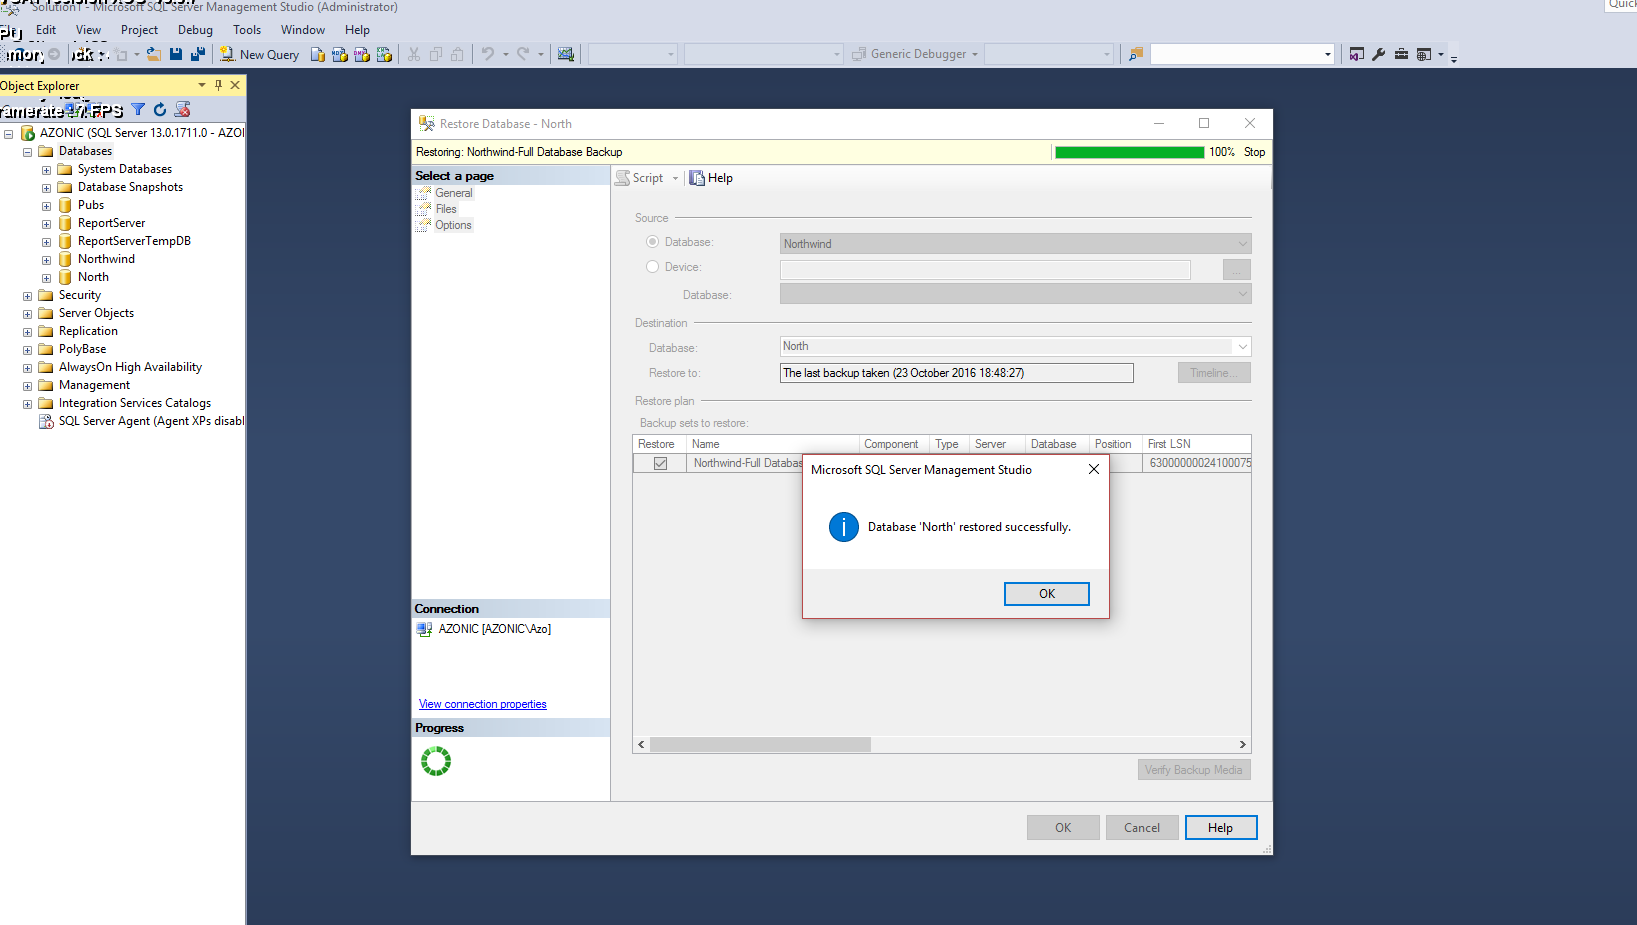 Solution1 - Microsoft SQL Server Management Studio (Administrator)
Quick
Edit View Project Debug Tools Window Help
New Query
Generic Debugger
Object Explorer
FPS
AZONIC (SQL Server 13.0.1711.0 - AZOI
Databases
System Databases
Database Snapshots
Pubs
ReportServer
ReportServerTempDB
Northwind
North
Security
Server Objects
Replication
PolyBase
AlwaysOn High Availability
Management
Integration Services Catalogs
SQL Server Agent (Agent XPs disabl
Restore Database - North
Restoring: Northwind-Full Database Backup
100% Stop
Select a page
General
Files
Options
Script
Help
Source
Database: Northwind
Device:
...
Database:
Destination
Database: North
Restore to: The last backup taken (23 October 2016 18:48:27)
Timeline...
Restore plan
Backup sets to restore:
Restore Name Component Type Server Database Position First LSN
Northwind-Full Databas
63000000024100075
Microsoft SQL Server Management Studio
Database 'North' restored successfully.
OK
Connection
AZONIC [AZONIC\Azo]
View connection properties
Progress
Verify Backup Media
OK Cancel Help